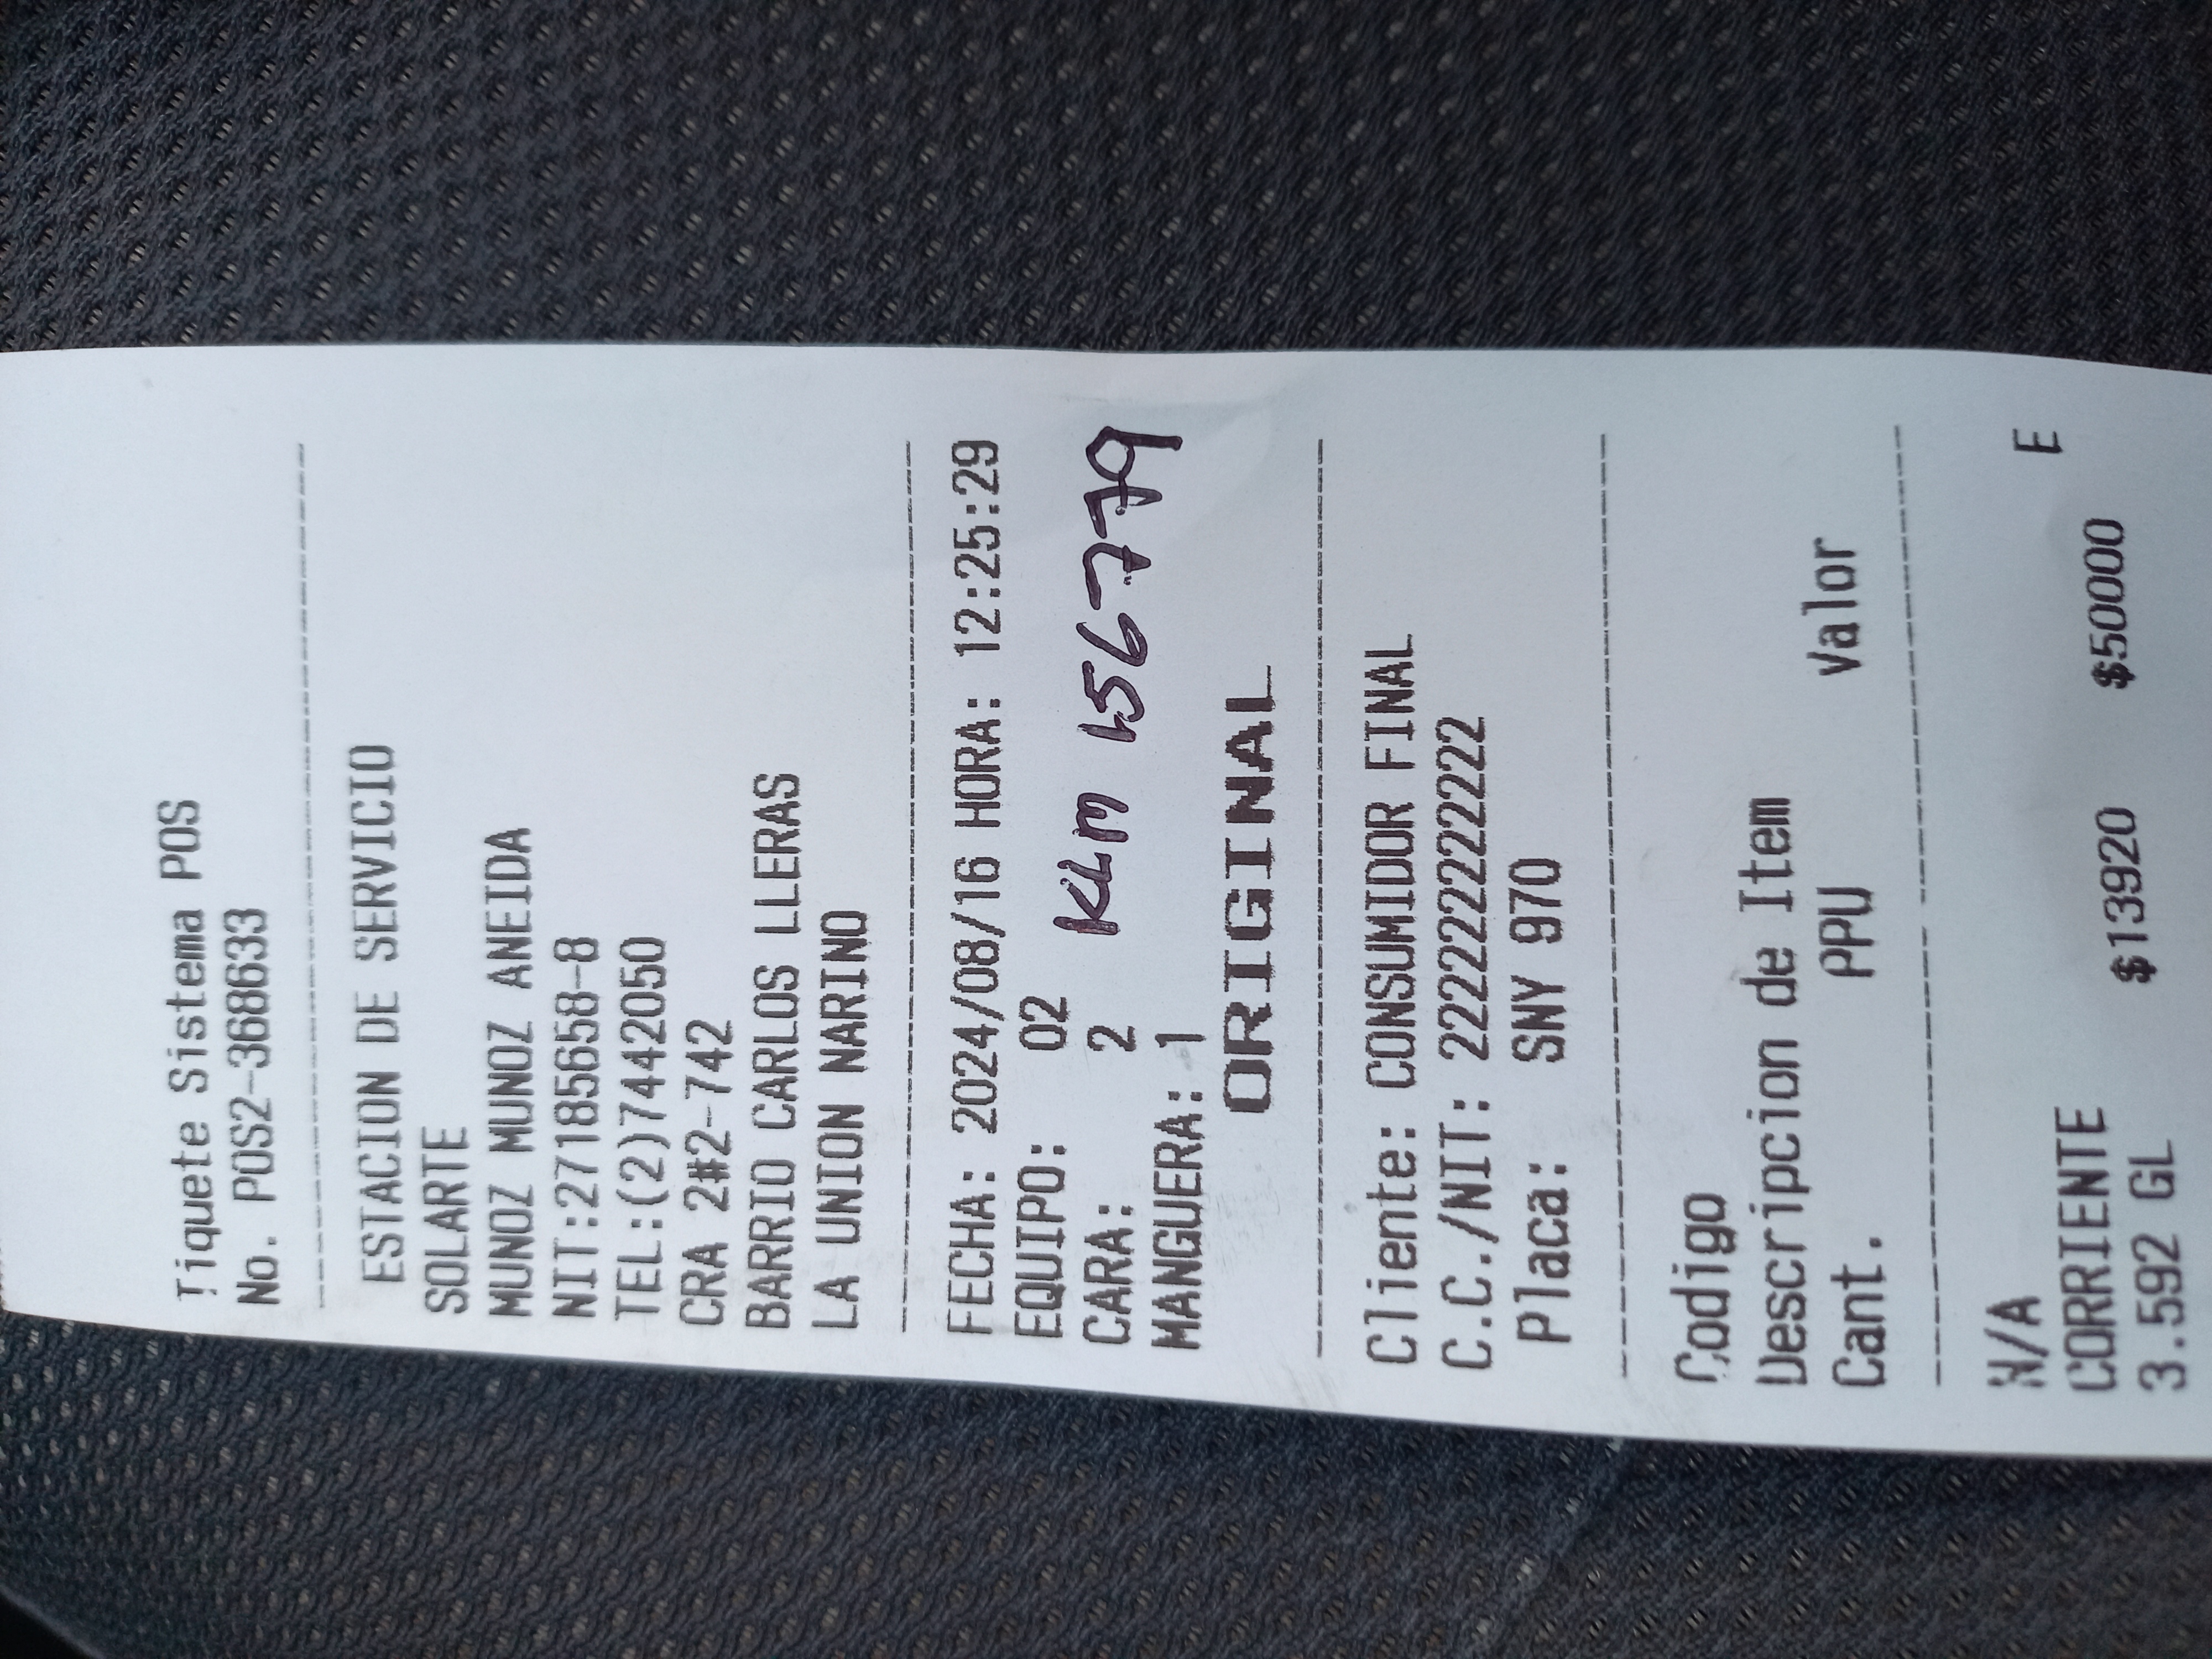 Tiquete Sistema POS
No. POS2-368633
ESTACION DE SERVICIO
SOLARTE
MUNOZ MUNOZ ANEIDA
NIT:27185658-8
TEL:(2)7442050
CRA 2#2-742
BARRIO CARLOS LLERAS
LA UNION NARINO
FECHA: 2024/08/16 HORA: 12:25:29
EQUIPO: 02
CARA: 2 KLM 156779
MANGUERA: 1
ORIGINAL
Cliente: CONSUMIDOR FINAL
C.C./NIT: 222222222222
Placa: SNY 970
Codigo
Descripcion de Item
Cant. PPU Valor
N/A E
CORRIENTE
3.592 GL $13920 $50000